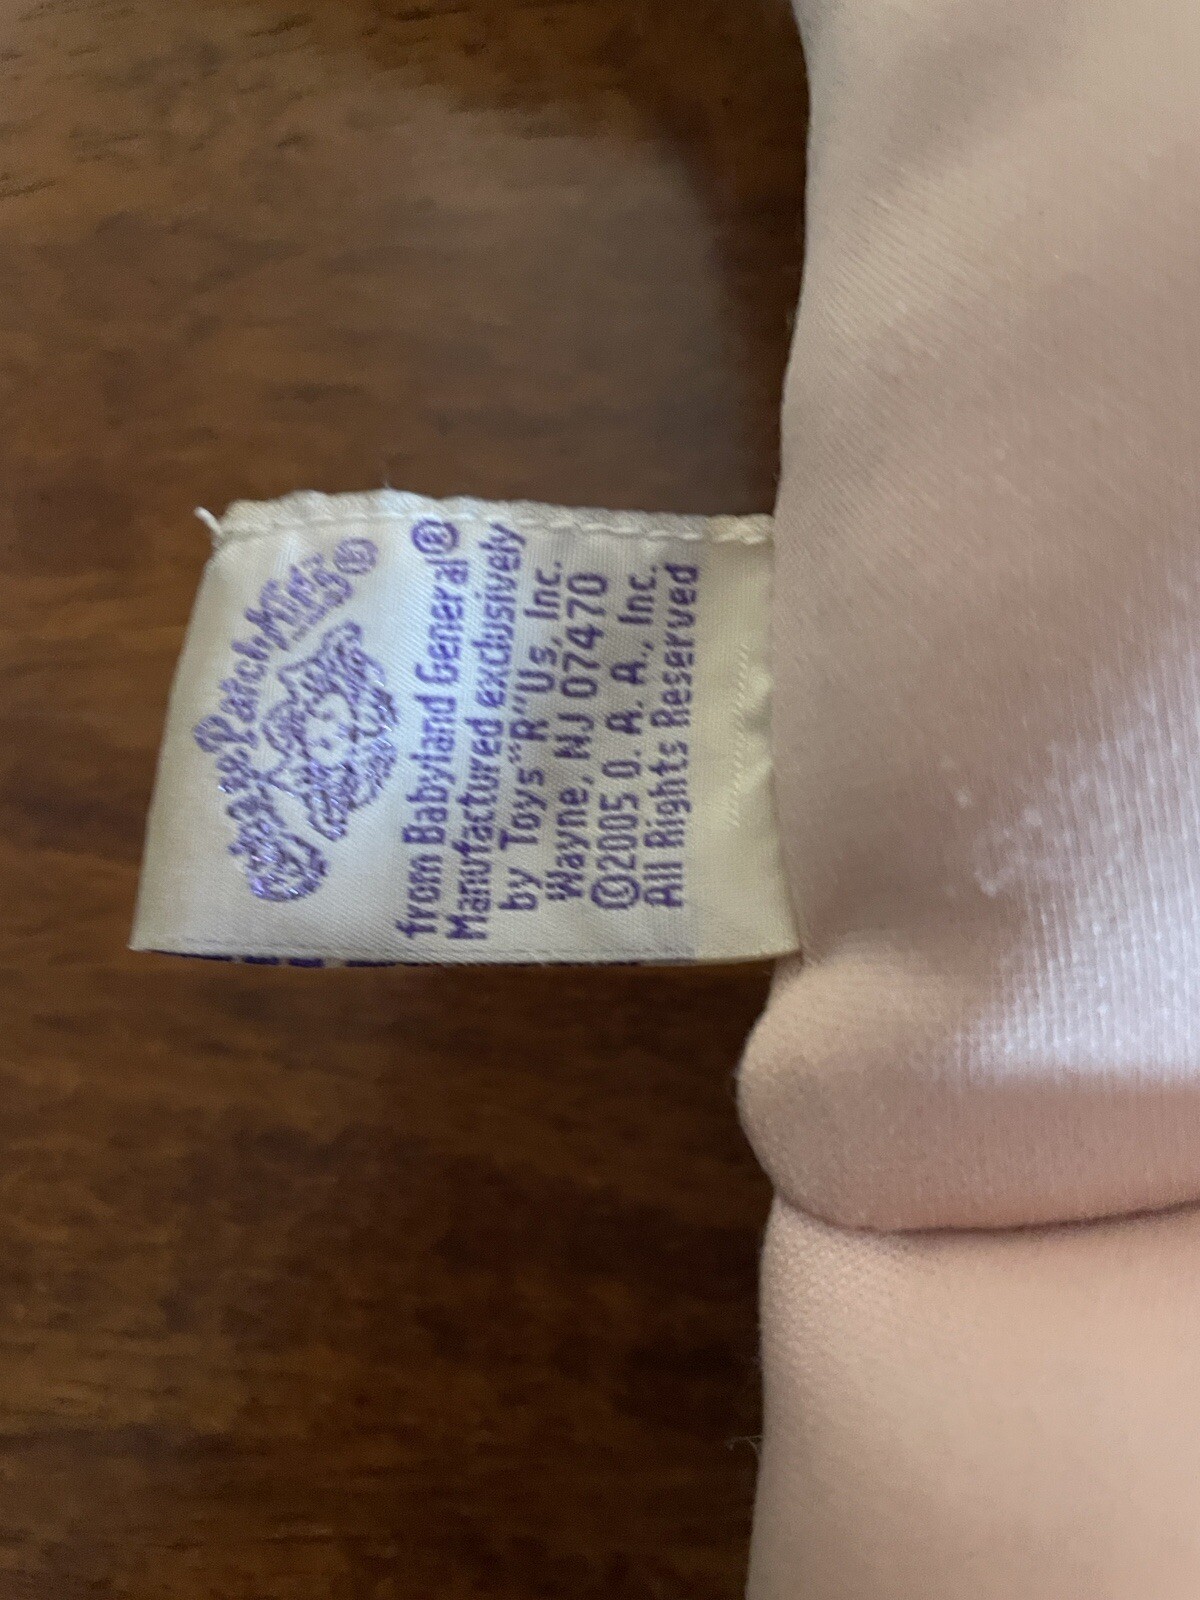 Cabbage Patch Kids®
from Babyland General®
Manufactured exclusively
by Toys“R”Us, Inc.
Wayne, NJ 07470
©2005 O. A. A., Inc.
All Rights Reserved